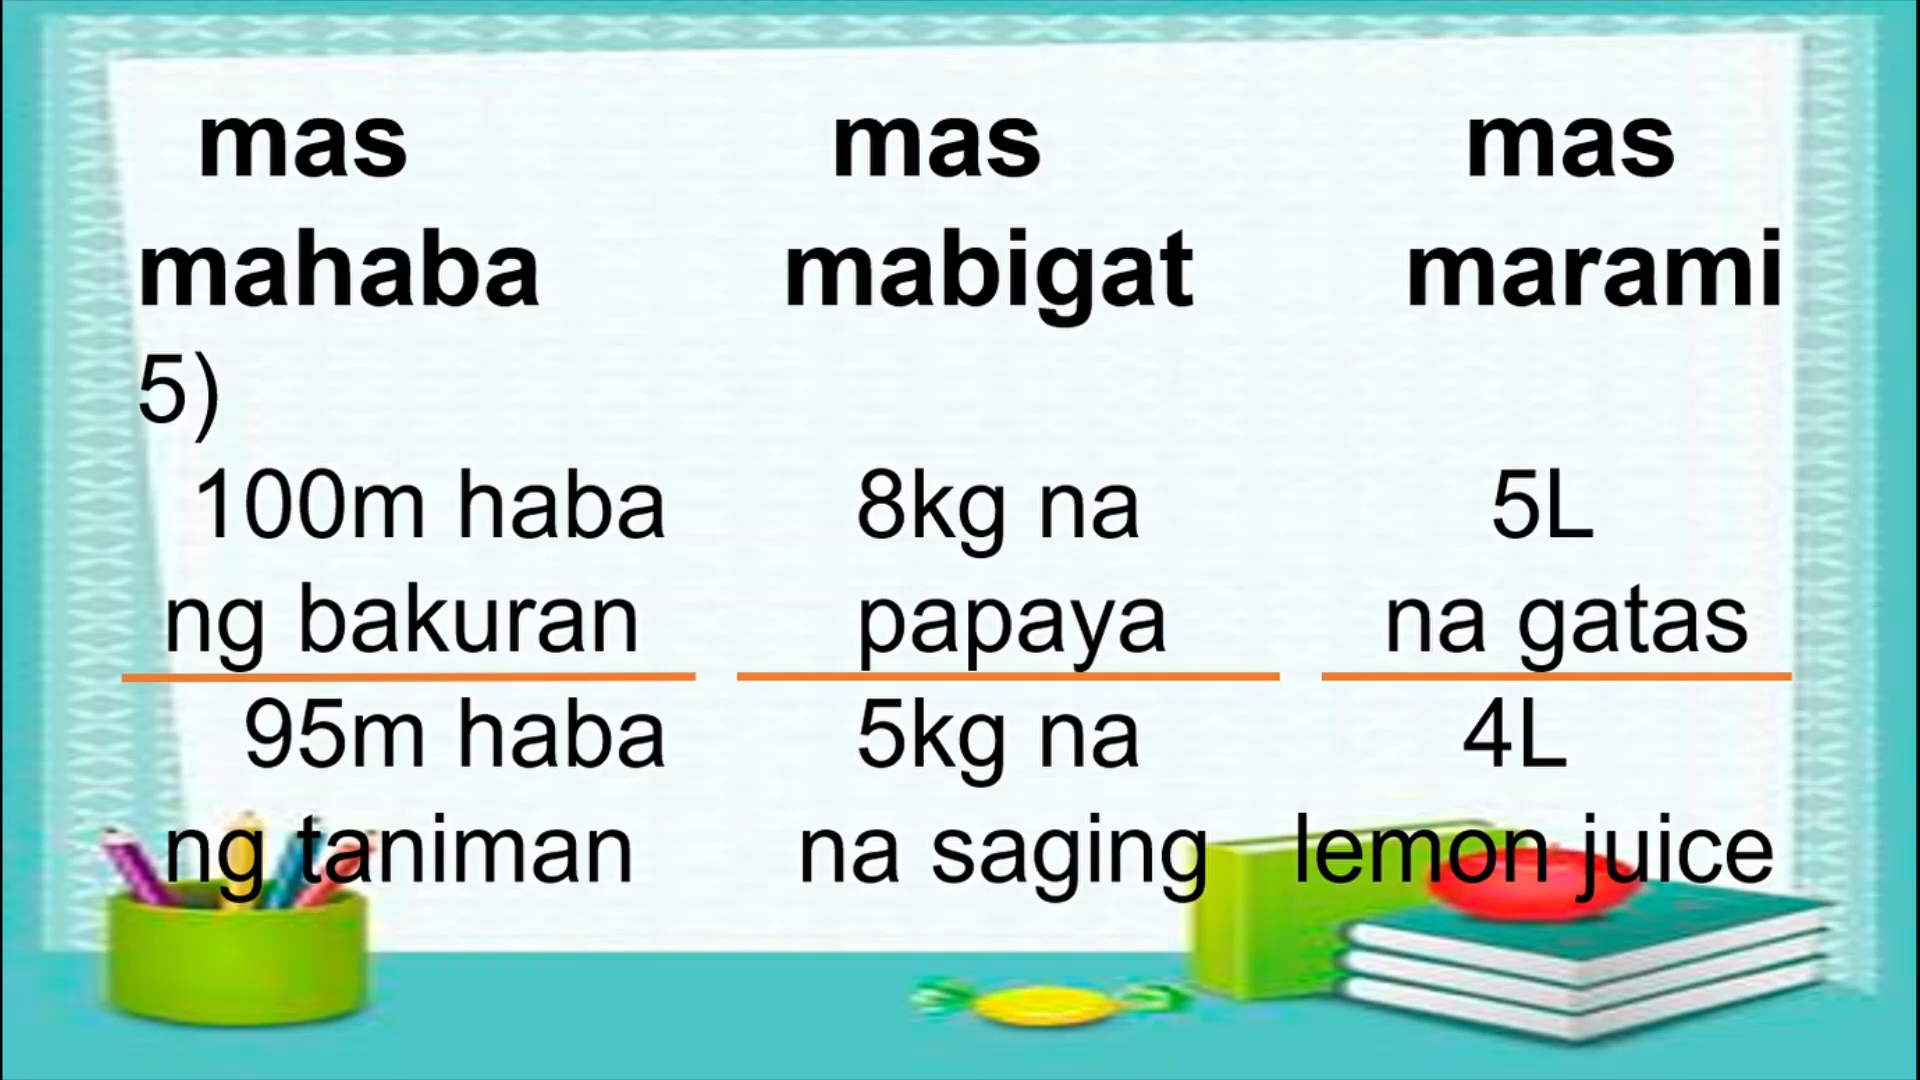 mas mas mas
mahaba mabigat marami
5)
100m haba 8kg na 5L
ng bakuran papaya na gatas
95m haba 5kg na 4L
ng taniman na saging lemon juice